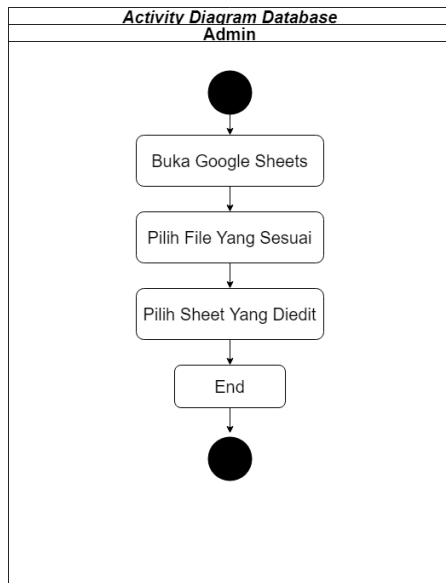 Activity Diagram Database
Admin
Buka Google Sheets
Pilih File Yang Sesuai
Pilih Sheet Yang Diedit
End